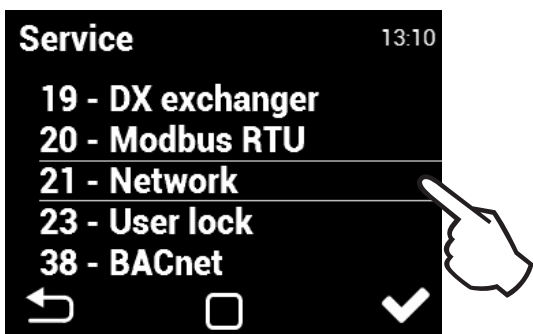 Service 13:10
19 - DX exchanger
20 - Modbus RTU
21 - Network
23 - User lock
38 - BACnet